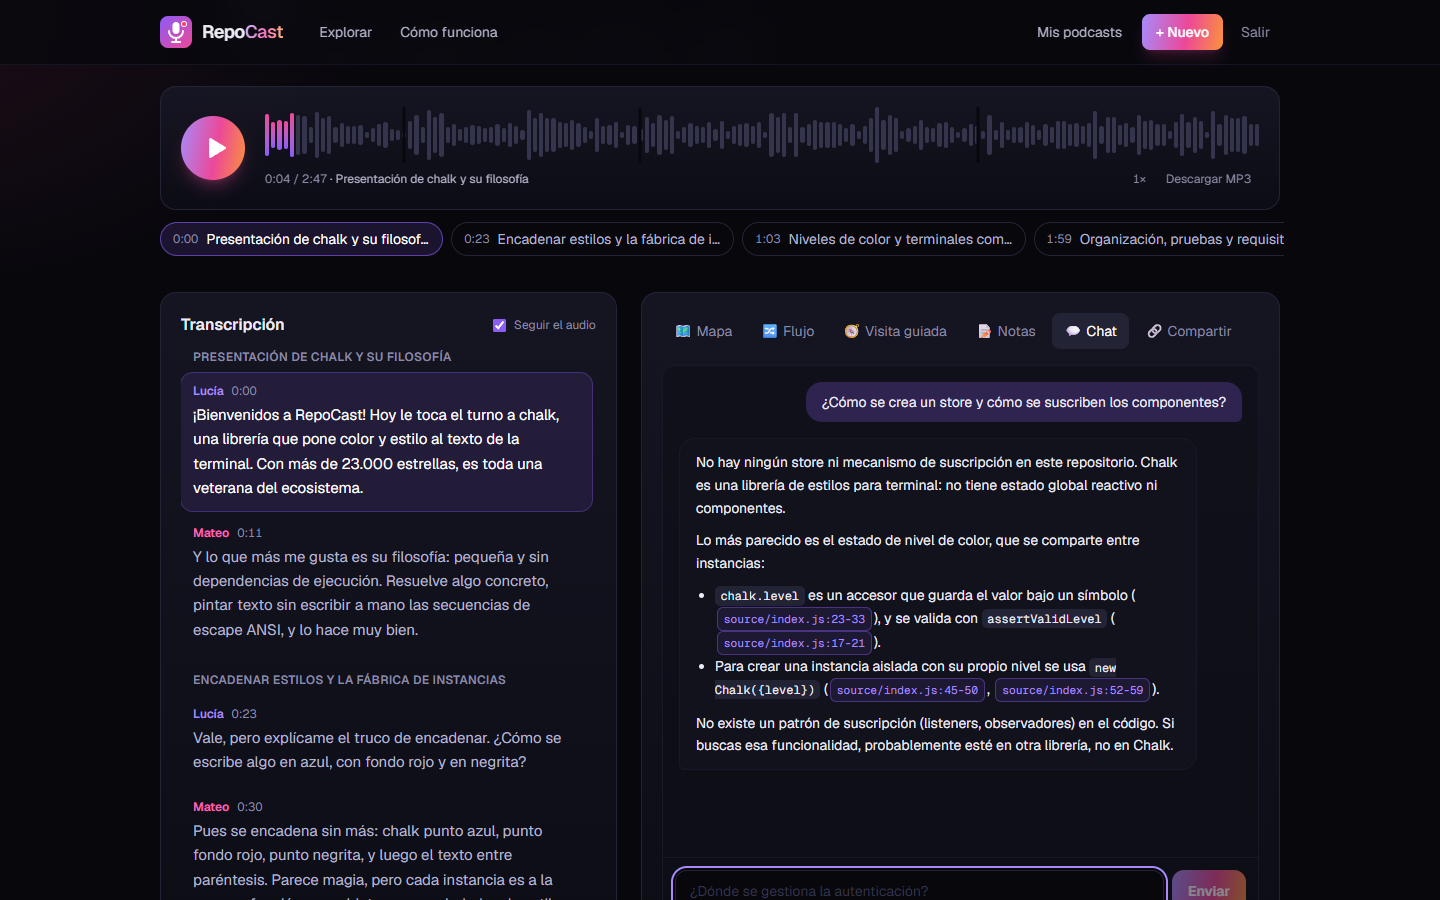 RepoCast
Explorar
Cómo funciona
Mis podcasts
+ Nuevo
Salir
0:04 / 2:47 · Presentación de chalk y su filosofía
1×
Descargar MP3
0:00 Presentación de chalk y su filosof...
0:23 Encadenar estilos y la fábrica de i...
1:03 Niveles de color y terminales com...
1:59 Organización, pruebas y requisit
Transcripción
Seguir el audio
PRESENTACIÓN DE CHALK Y SU FILOSOFÍA
Lucía 0:00
¡Bienvenidos a RepoCast! Hoy le toca el turno a chalk,
una librería que pone color y estilo al texto de la
terminal. Con más de 23.000 estrellas, es toda una
veterana del ecosistema.
Mateo 0:11
Y lo que más me gusta es su filosofía: pequeña y sin
dependencias de ejecución. Resuelve algo concreto,
pintar texto sin escribir a mano las secuencias de
escape ANSI, y lo hace muy bien.
ENCADENAR ESTILOS Y LA FÁBRICA DE INSTANCIAS
Lucía 0:23
Vale, pero explícame el truco de encadenar. ¿Cómo se
escribe algo en azul, con fondo rojo y en negrita?
Mateo 0:30
Pues se encadena sin más: chalk punto azul, punto
fondo rojo, punto negrita, y luego el texto entre
paréntesis. Parece magia, pero cada instancia es a la
Mapa
Flujo
Visita guiada
Notas
Chat
Compartir
¿Cómo se crea un store y cómo se suscriben los componentes?
No hay ningún store ni mecanismo de suscripción en este repositorio. Chalk
es una librería de estilos para terminal: no tiene estado global reactivo ni
componentes.
Lo más parecido es el estado de nivel de color, que se comparte entre
instancias:
• chalk.level es un accesor que guarda el valor bajo un símbolo (
source/index.js:23-33 ), y se valida con assertValidLevel (
source/index.js:17-21 ).
• Para crear una instancia aislada con su propio nivel se usa new
Chalk({level}) ( source/index.js:45-50 , source/index.js:52-59 ).
No existe un patrón de suscripción (listeners, observadores) en el código. Si
buscas esa funcionalidad, probablemente esté en otra librería, no en Chalk.
¿Dónde se gestiona la autenticación?
Enviar